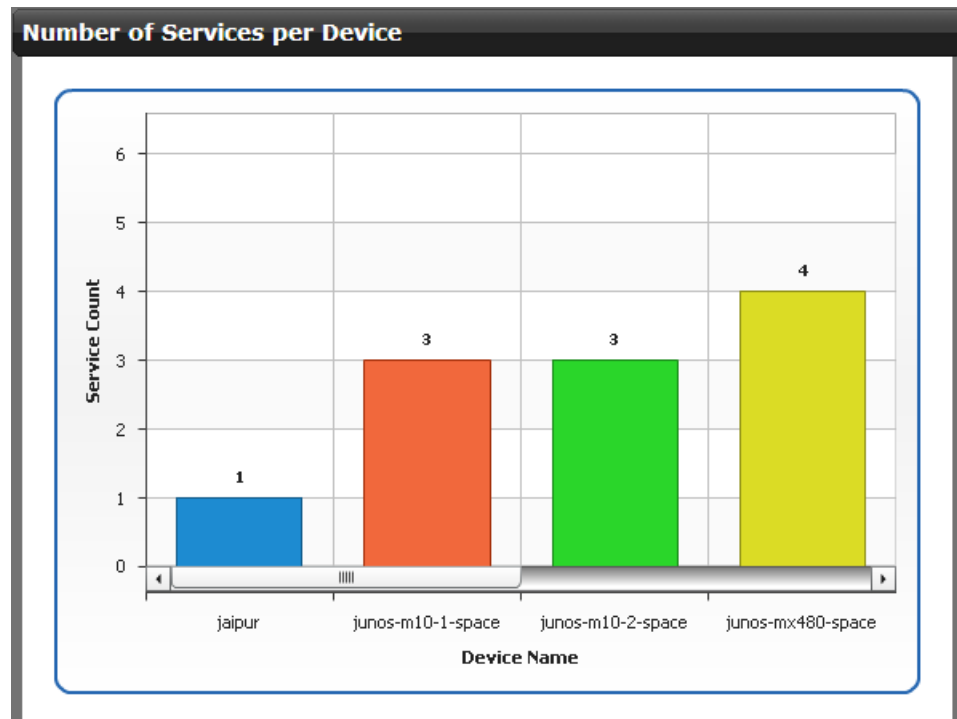 Number of Services per Device
6
5
4
3
2
1
0
Service Count
1
3
3
4
jaipur junos-m10-1-space junos-m10-2-space junos-mx480-space
Device Name